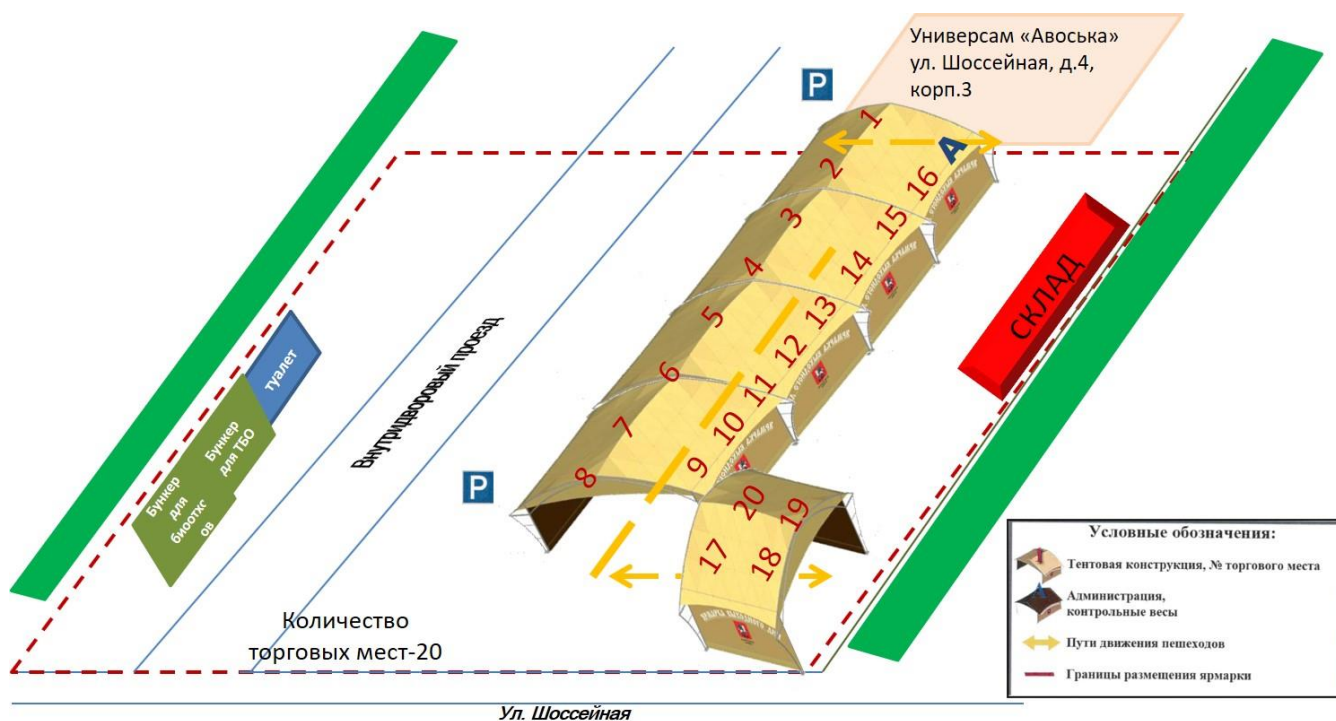 Универсам «Авоська»
ул. Шоссейная, д.4,
корп.3
P
1
А
2
16
3
15
4
14
5
13
СКЛАД
12
6
11
7
10
туалет
Внутридворовый проезд
Бункер
для ТБО
Бункер
для
биоотхо
ов
P
8
9
20
19
17
18
Количество
торговых мест-20
Условные обозначения:
Тентовая конструкция, № торгового места
А
Администрация,
контрольные весы
Пути движения пешеходов
Границы размещения ярмарки
Ул. Шоссейная